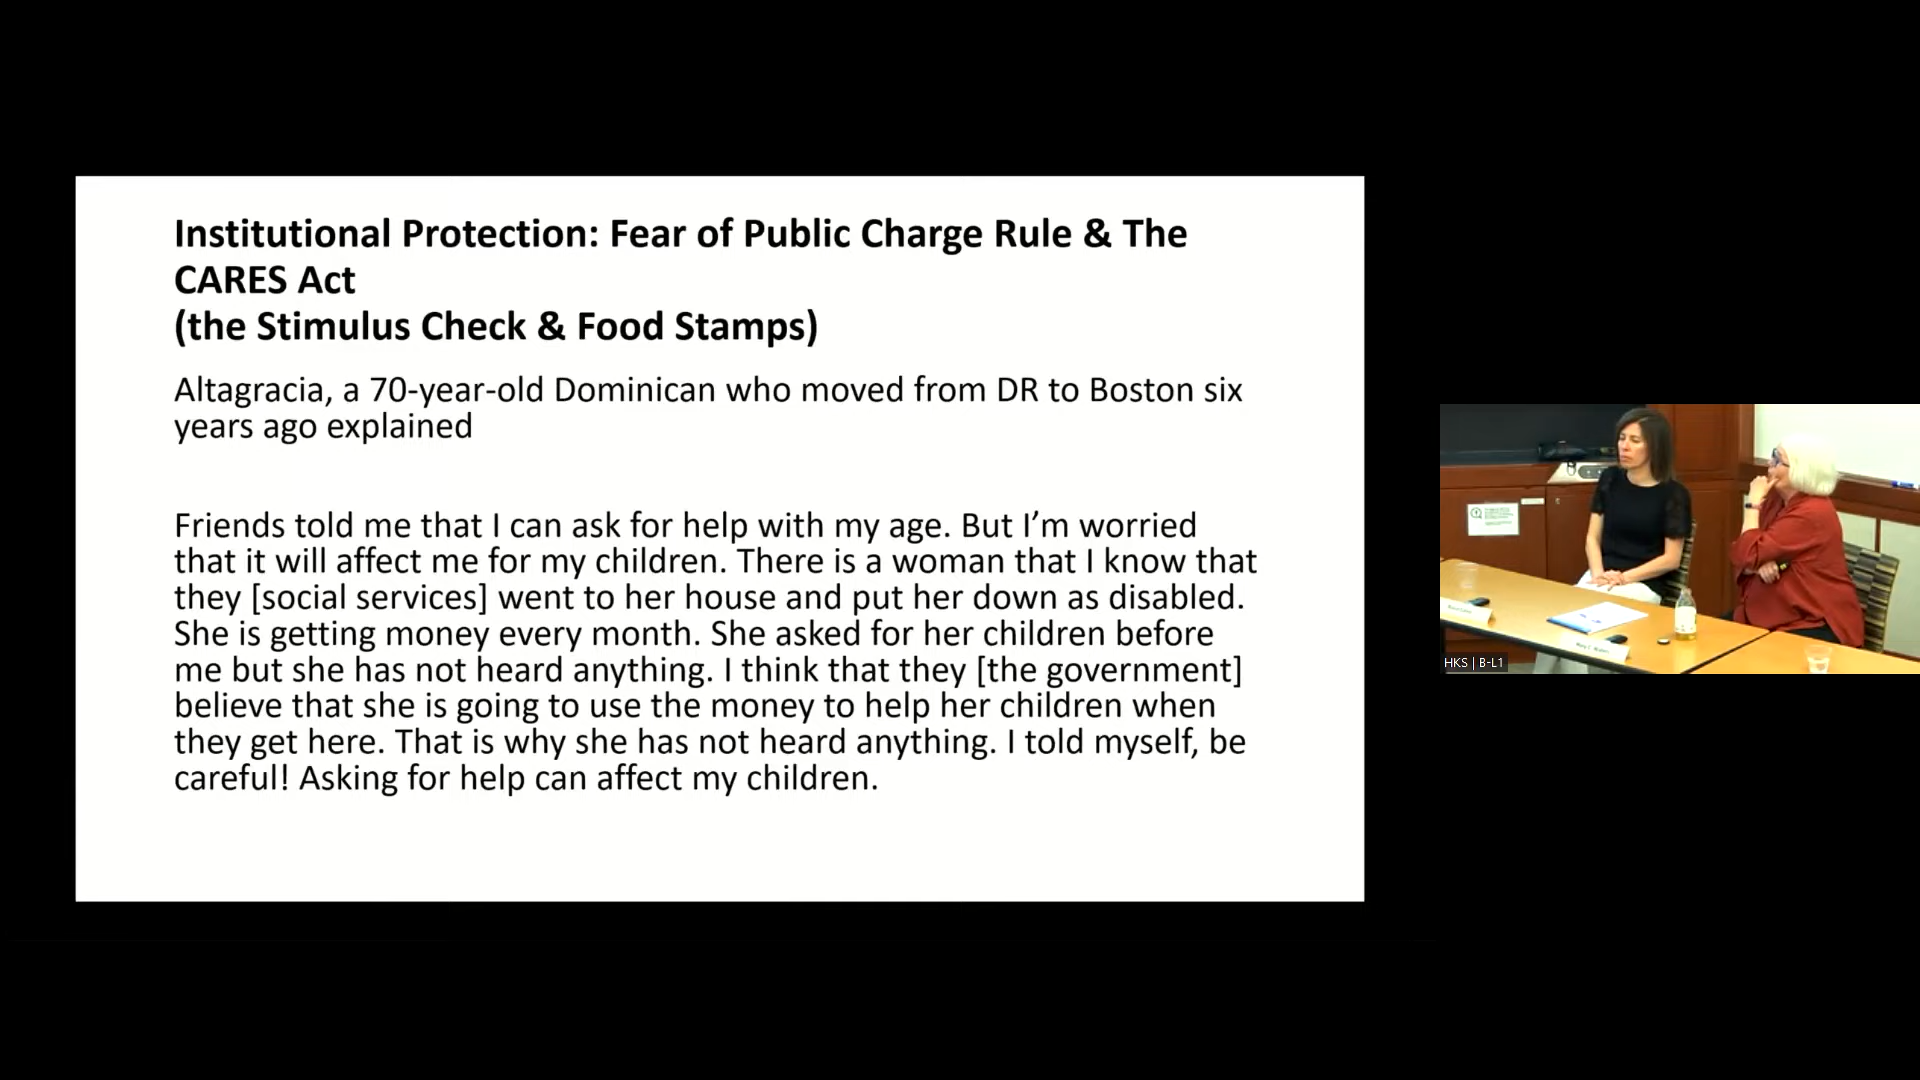 Institutional Protection: Fear of Public Charge Rule & The
CARES Act
(the Stimulus Check & Food Stamps)
Altagracia, a 70-year-old Dominican who moved from DR to Boston six
years ago explained
Friends told me that I can ask for help with my age. But I’m worried
that it will affect me for my children. There is a woman that I know that
they [social services] went to her house and put her down as disabled.
She is getting money every month. She asked for her children before
me but she has not heard anything. I think that they [the government]
believe that she is going to use the money to help her children when
they get here. That is why she has not heard anything. I told myself, be
careful! Asking for help can affect my children.
HKS | B-L1